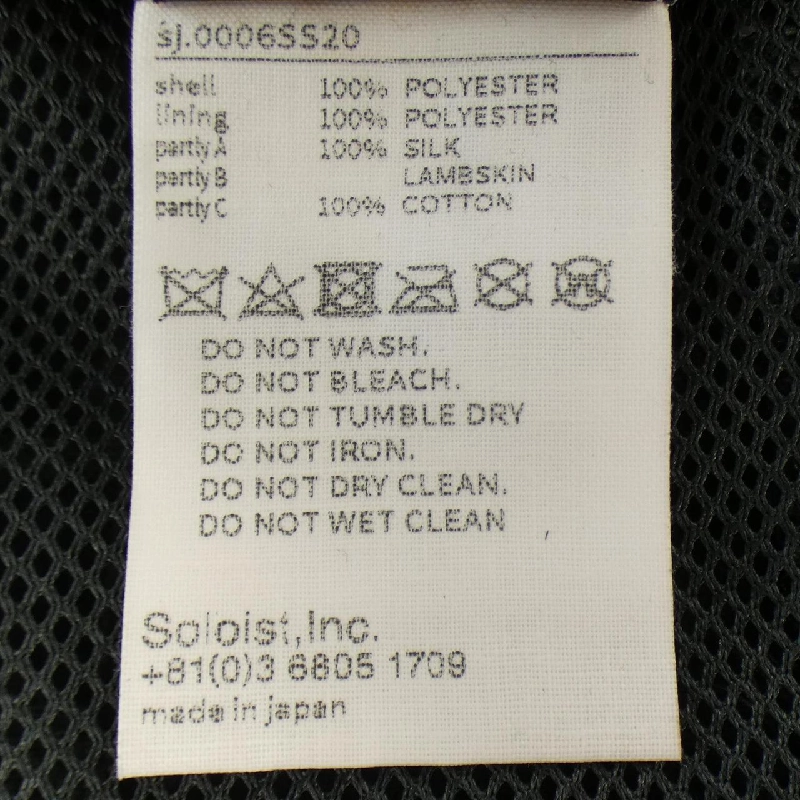 sj.0006SS20
shell 100% POLYESTER
lining 100% POLYESTER
partly A 100% SILK
partly B LAMBSKIN
partly C 100% COTTON
DO NOT WASH.
DO NOT BLEACH.
DO NOT TUMBLE DRY
DO NOT IRON.
DO NOT DRY CLEAN.
DO NOT WET CLEAN
Soloist,Inc.
+81(0)3 6805 1709
made in japan